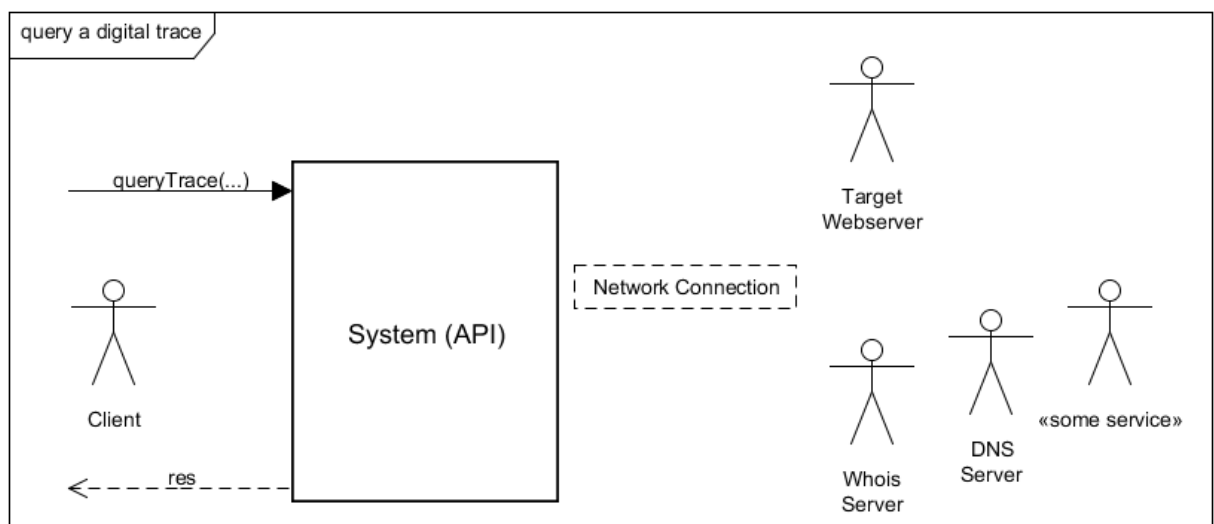 query a digital trace
queryTrace(...)
Target
Webserver
Network Connection
System (API)
Client
«some service»
DNS
Server
Whois
Server
res